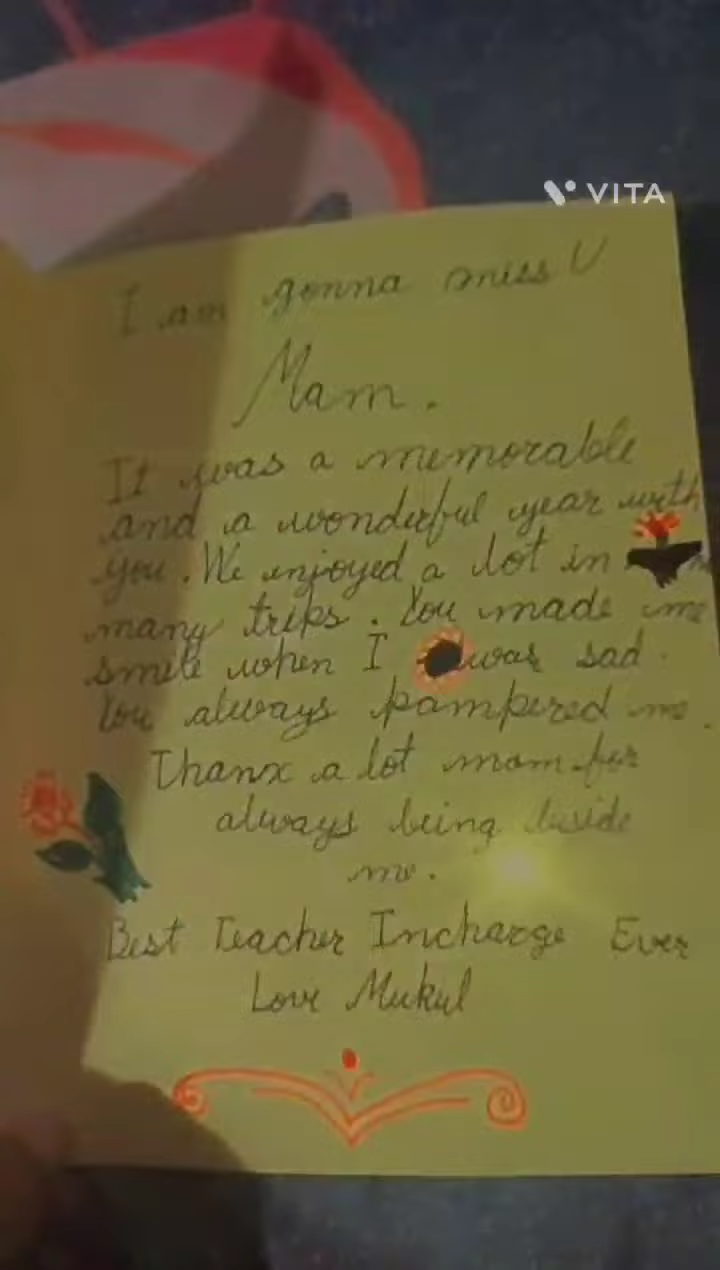 VITA
I am gonna miss U
Mam.
It was a memorable
and a wonderful year with
you. We enjoyed a lot in
many trips. You made me
smile when I was sad.
You always pampered me.
Thanx a lot mam for
always being beside
me.
Best Teacher Incharge Ever
Love Mukul